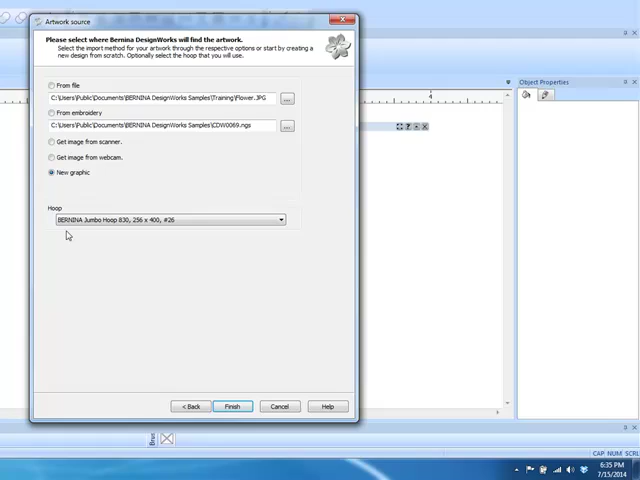 Artwork source
Please select where Bernina DesignWorks will find the artwork.
Select the import method for your artwork through the respective options or start by creating a
new design from scratch. Optionally select the hoop that you will use.
From file
C:\Users\Public\Documents\BERNINA DesignWorks Samples\Training\Flower.JPG
...
From embroidery
C:\Users\Public\Documents\BERNINA DesignWorks Samples\CDW0069.ngs
...
Get image from scanner.
Get image from webcam.
New graphic
Hoop
BERNINA Jumbo Hoop 830, 256 x 400, #26
< Back
Finish
Cancel
Help
4
Object Properties
Brus
CAP NUM SCRL
6:35 PM
7/15/2014